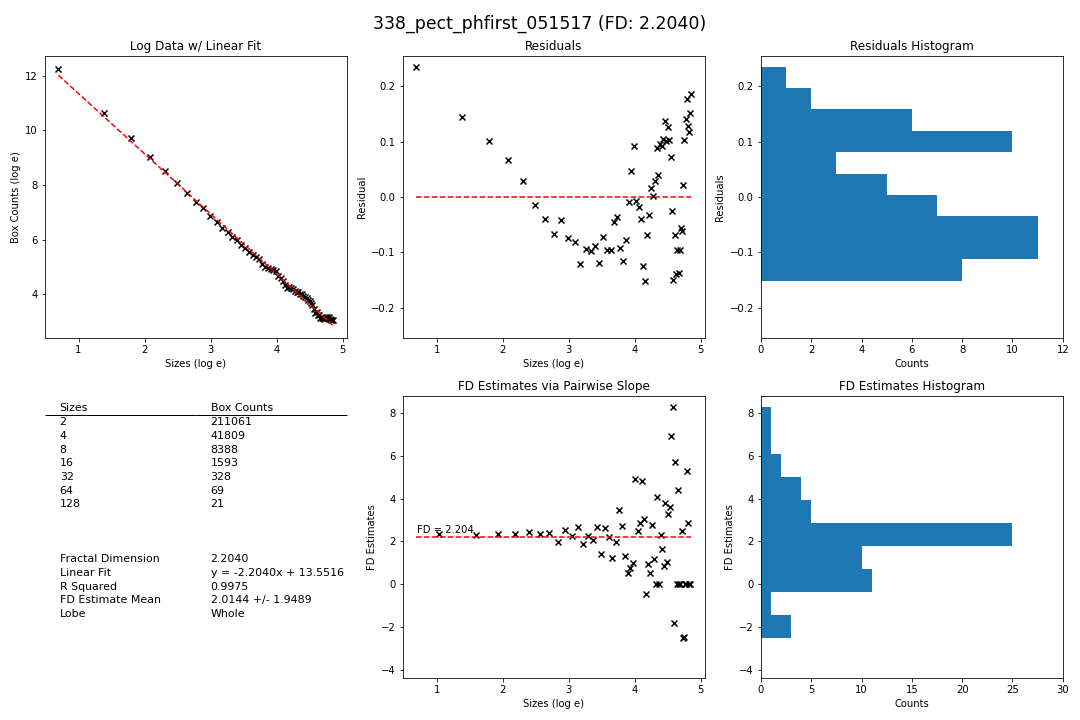 338_pect_phfirst_051517 (FD: 2.2040)
Log Data w/ Linear Fit
Box Counts (log e)
12
10
8
6
4
1 2 3 4 5
Sizes (log e)
Residuals
Residual
0.2
0.1
0.0
−0.1
−0.2
1 2 3 4 5
Sizes (log e)
Residuals Histogram
Residuals
0.2
0.1
0.0
−0.1
−0.2
0 2 4 6 8 10 12
Counts
Sizes Box Counts
2 211061
4 41809
8 8388
16 1593
32 328
64 69
128 21
Fractal Dimension 2.2040
Linear Fit y = -2.2040x + 13.5516
R Squared 0.9975
FD Estimate Mean 2.0144 +/- 1.9489
Lobe Whole
FD Estimates via Pairwise Slope
FD Estimates
8
6
4
2
0
−2
−4
FD = 2.204
1 2 3 4 5
Sizes (log e)
FD Estimates Histogram
FD Estimates
8
6
4
2
0
−2
−4
0 5 10 15 20 25 30
Counts